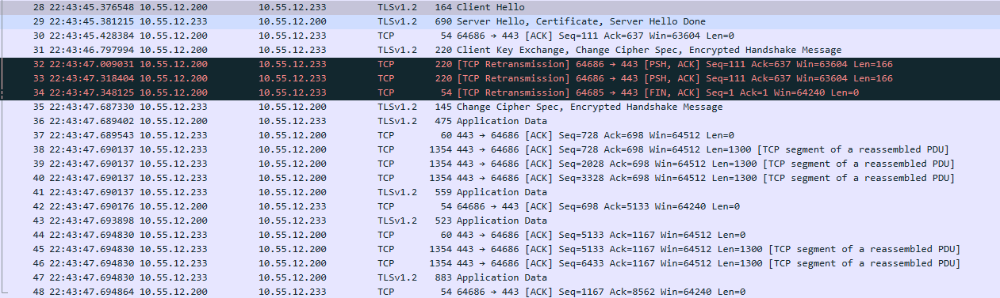 28 22:43:45.376548 10.55.12.200 10.55.12.233 TLSv1.2 164 Client Hello
29 22:43:45.381215 10.55.12.233 10.55.12.200 TLSv1.2 690 Server Hello, Certificate, Server Hello Done
30 22:43:45.428384 10.55.12.200 10.55.12.233 TCP 54 64686 → 443 [ACK] Seq=111 Ack=637 Win=63604 Len=0
31 22:43:46.797994 10.55.12.200 10.55.12.233 TLSv1.2 220 Client Key Exchange, Change Cipher Spec, Encrypted Handshake Message
32 22:43:47.009031 10.55.12.200 10.55.12.233 TCP 220 [TCP Retransmission] 64686 → 443 [PSH, ACK] Seq=111 Ack=637 Win=63604 Len=166
33 22:43:47.318404 10.55.12.200 10.55.12.233 TCP 220 [TCP Retransmission] 64686 → 443 [PSH, ACK] Seq=111 Ack=637 Win=63604 Len=166
34 22:43:47.348125 10.55.12.200 10.55.12.233 TCP 54 [TCP Retransmission] 64685 → 443 [FIN, ACK] Seq=1 Ack=1 Win=64240 Len=0
35 22:43:47.687330 10.55.12.233 10.55.12.200 TLSv1.2 145 Change Cipher Spec, Encrypted Handshake Message
36 22:43:47.689402 10.55.12.200 10.55.12.233 TLSv1.2 475 Application Data
37 22:43:47.689543 10.55.12.233 10.55.12.200 TCP 60 443 → 64686 [ACK] Seq=728 Ack=698 Win=64512 Len=0
38 22:43:47.690137 10.55.12.233 10.55.12.200 TCP 1354 443 → 64686 [ACK] Seq=728 Ack=698 Win=64512 Len=1300 [TCP segment of a reassembled PDU]
39 22:43:47.690137 10.55.12.233 10.55.12.200 TCP 1354 443 → 64686 [ACK] Seq=2028 Ack=698 Win=64512 Len=1300 [TCP segment of a reassembled PDU]
40 22:43:47.690137 10.55.12.233 10.55.12.200 TCP 1354 443 → 64686 [ACK] Seq=3328 Ack=698 Win=64512 Len=1300 [TCP segment of a reassembled PDU]
41 22:43:47.690137 10.55.12.233 10.55.12.200 TLSv1.2 559 Application Data
42 22:43:47.690176 10.55.12.200 10.55.12.233 TCP 54 64686 → 443 [ACK] Seq=698 Ack=5133 Win=64240 Len=0
43 22:43:47.693898 10.55.12.200 10.55.12.233 TLSv1.2 523 Application Data
44 22:43:47.694830 10.55.12.233 10.55.12.200 TCP 60 443 → 64686 [ACK] Seq=5133 Ack=1167 Win=64512 Len=0
45 22:43:47.694830 10.55.12.233 10.55.12.200 TCP 1354 443 → 64686 [ACK] Seq=5133 Ack=1167 Win=64512 Len=1300 [TCP segment of a reassembled PDU]
46 22:43:47.694830 10.55.12.233 10.55.12.200 TCP 1354 443 → 64686 [ACK] Seq=6433 Ack=1167 Win=64512 Len=1300 [TCP segment of a reassembled PDU]
47 22:43:47.694830 10.55.12.233 10.55.12.200 TLSv1.2 883 Application Data
48 22:43:47.694864 10.55.12.200 10.55.12.233 TCP 54 64686 → 443 [ACK] Seq=1167 Ack=8562 Win=64240 Len=0